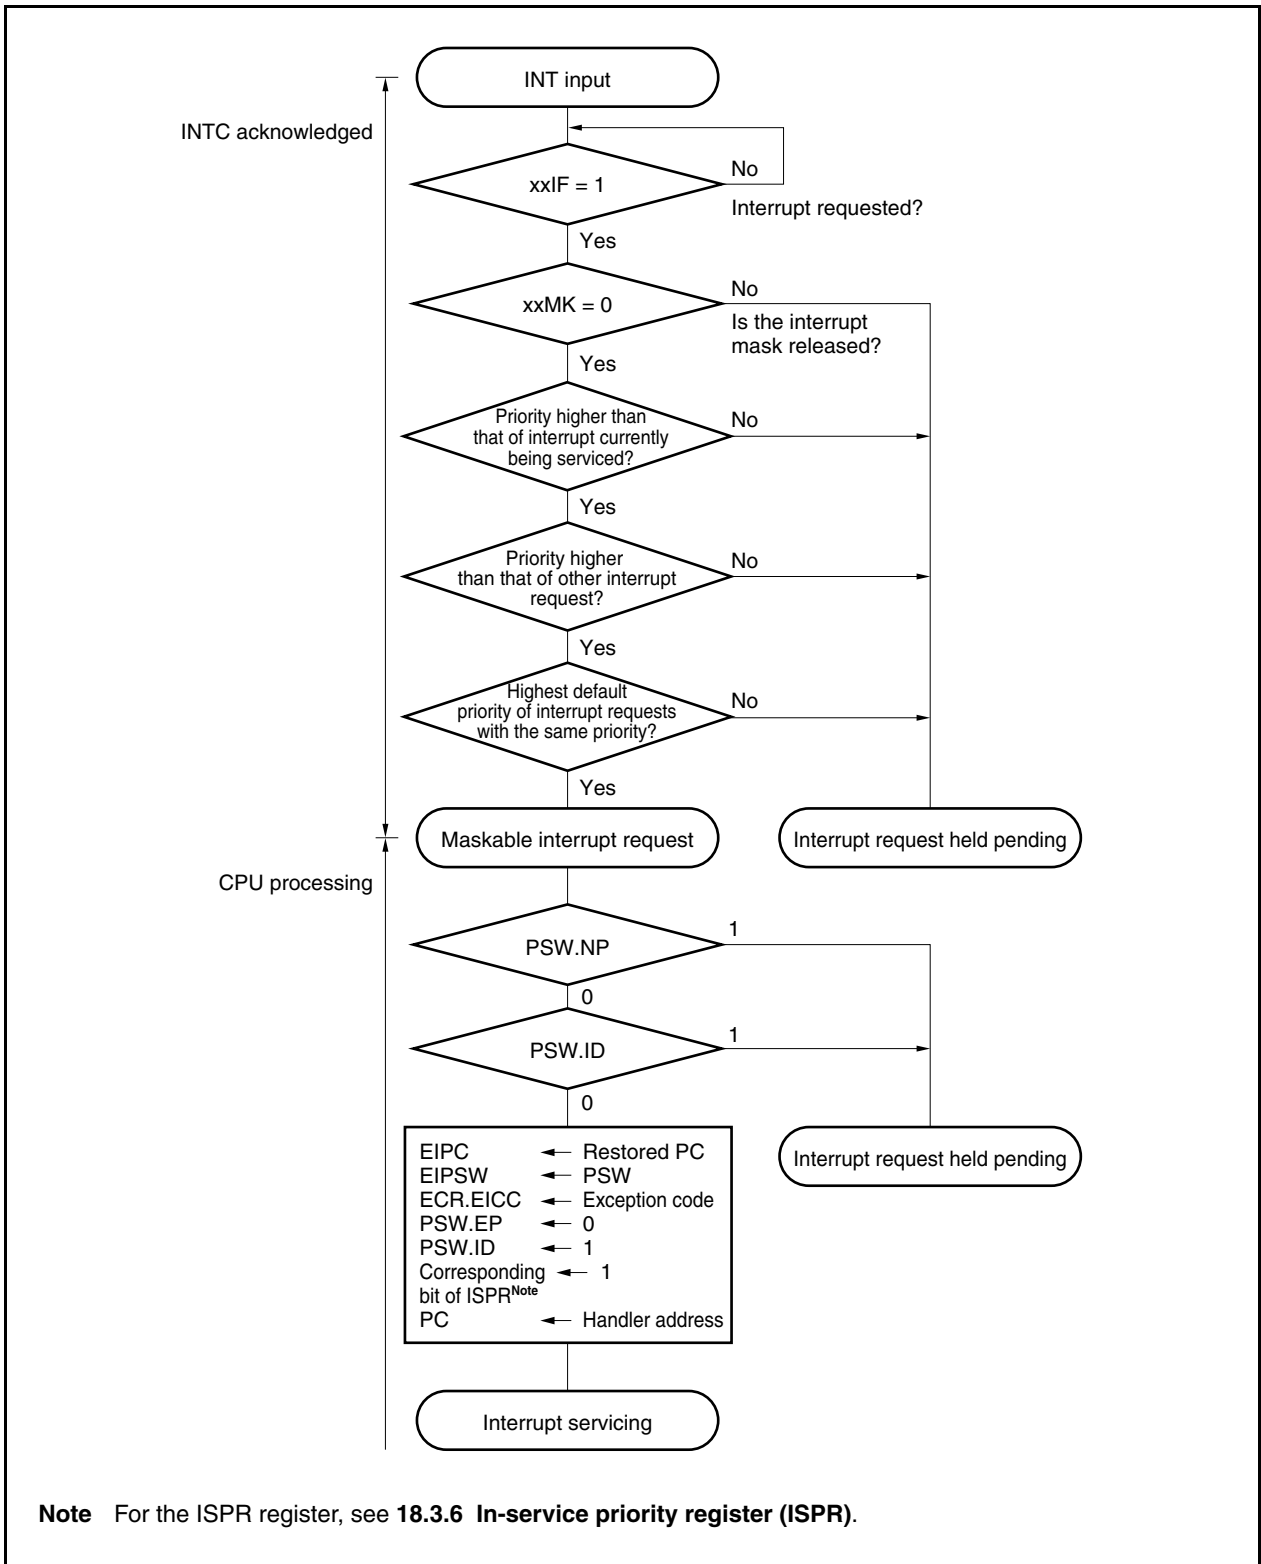 INT input
INTC acknowledged
xxIF = 1
No
Interrupt requested?
Yes
xxMK = 0
No
Is the interrupt
mask released?
Yes
Priority higher than
that of interrupt currently
being serviced?
No
Yes
Priority higher
than that of other interrupt
request?
No
Yes
Highest default
priority of interrupt requests
with the same priority?
No
Yes
Maskable interrupt request
Interrupt request held pending
CPU processing
PSW.NP
1
0
PSW.ID
1
0
Interrupt request held pending
EIPC ← Restored PC
EIPSW ← PSW
ECR.EICC ← Exception code
PSW.EP ← 0
PSW.ID ← 1
Corresponding ← 1
bit of ISPRNote
PC ← Handler address
Interrupt servicing
Note For the ISPR register, see 18.3.6 In-service priority register (ISPR).